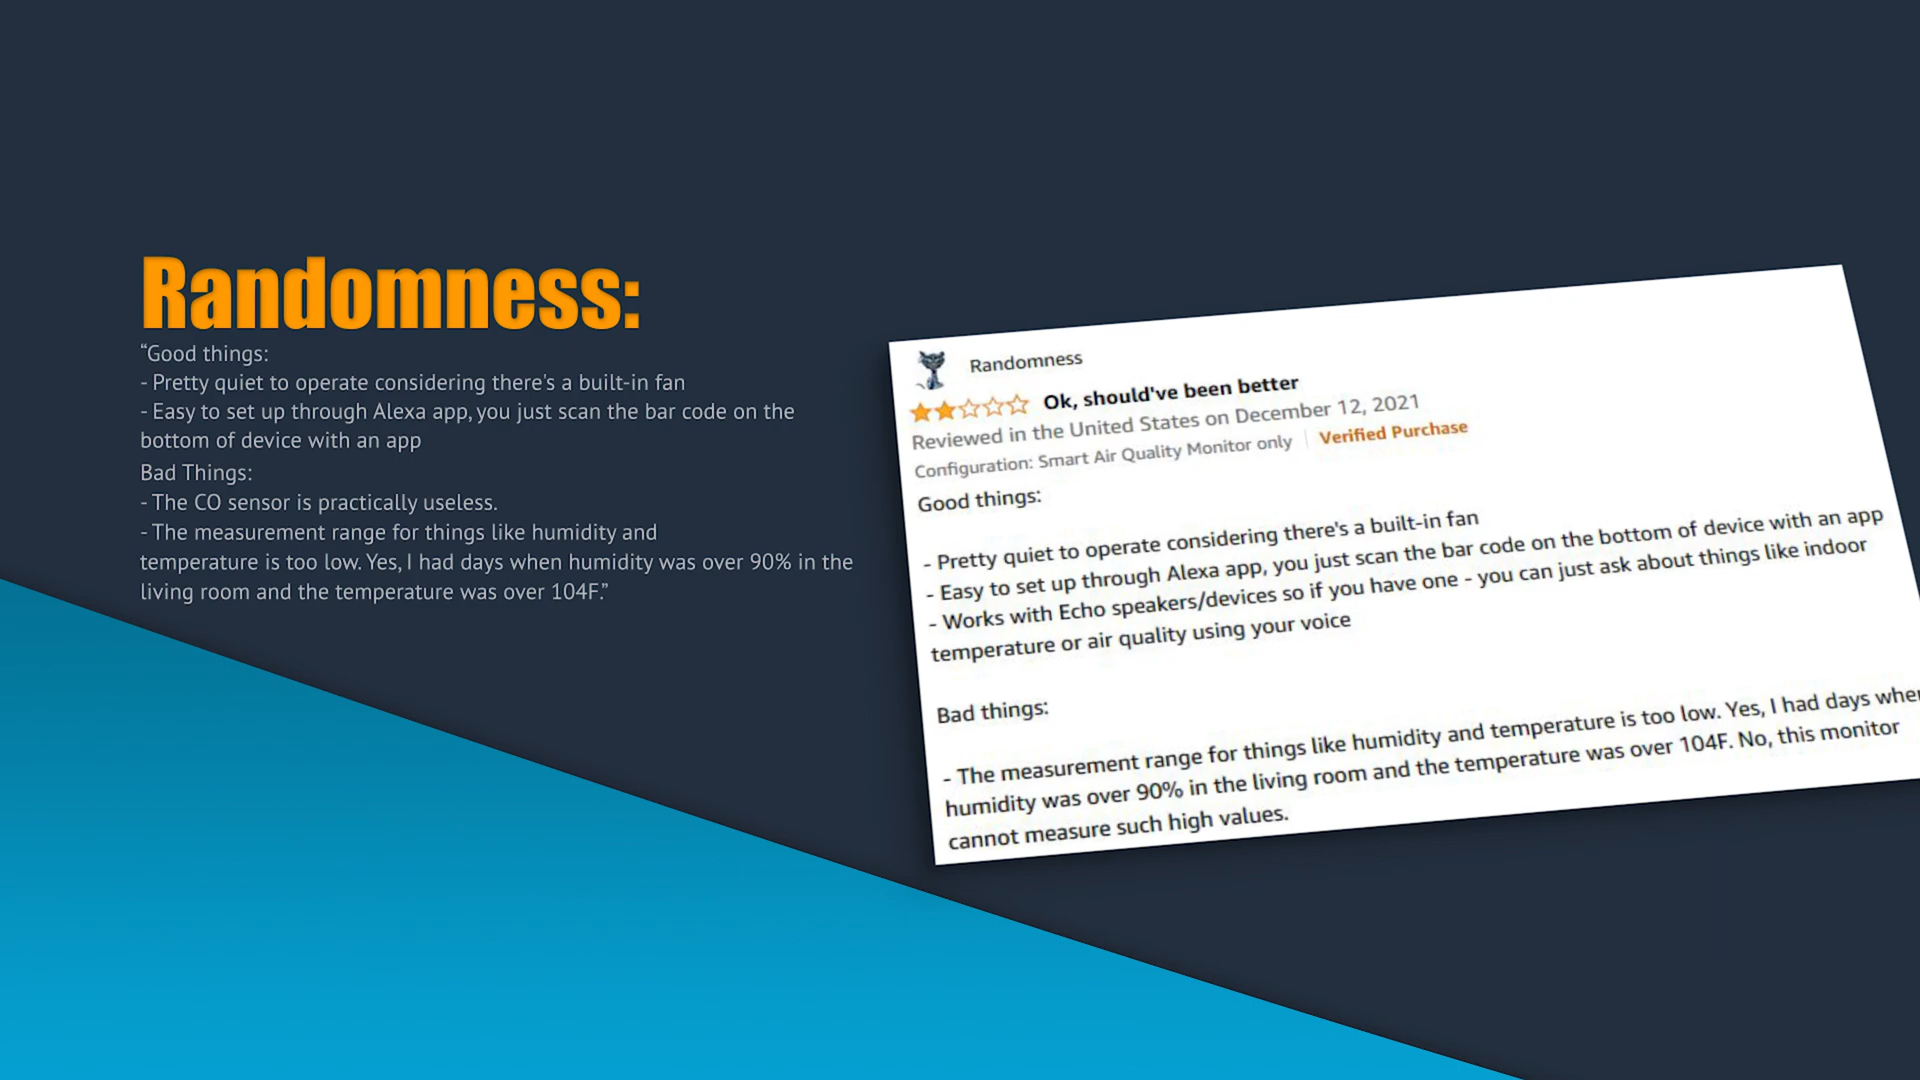 Randomness:
“Good things:
- Pretty quiet to operate considering there's a built-in fan
- Easy to set up through Alexa app, you just scan the bar code on the
bottom of device with an app
Bad Things:
- The CO sensor is practically useless.
- The measurement range for things like humidity and
temperature is too low. Yes, I had days when humidity was over 90% in the
living room and the temperature was over 104F.”
Randomness
Ok, should've been better
Reviewed in the United States on December 12, 2021
Configuration: Smart Air Quality Monitor only | Verified Purchase
Good things:
- Pretty quiet to operate considering there's a built-in fan
- Easy to set up through Alexa app, you just scan the bar code on the bottom of device with an app
- Works with Echo speakers/devices so if you have one - you can just ask about things like indoor
temperature or air quality using your voice
Bad things:
- The measurement range for things like humidity and temperature is too low. Yes, I had days when
humidity was over 90% in the living room and the temperature was over 104F. No, this monitor
cannot measure such high values.